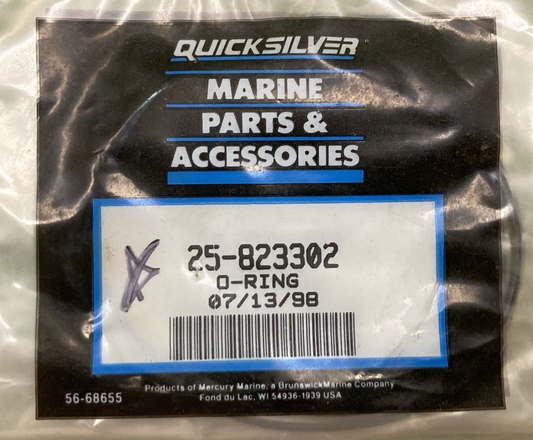 QUICKSILVER
MARINE
PARTS &
ACCESSORIES
25-823302
O-RING
07/13/98
Products of Mercury Marine, a BrunswickMarine Company
56-68655
Fond du Lac, WI 54936-1939 USA